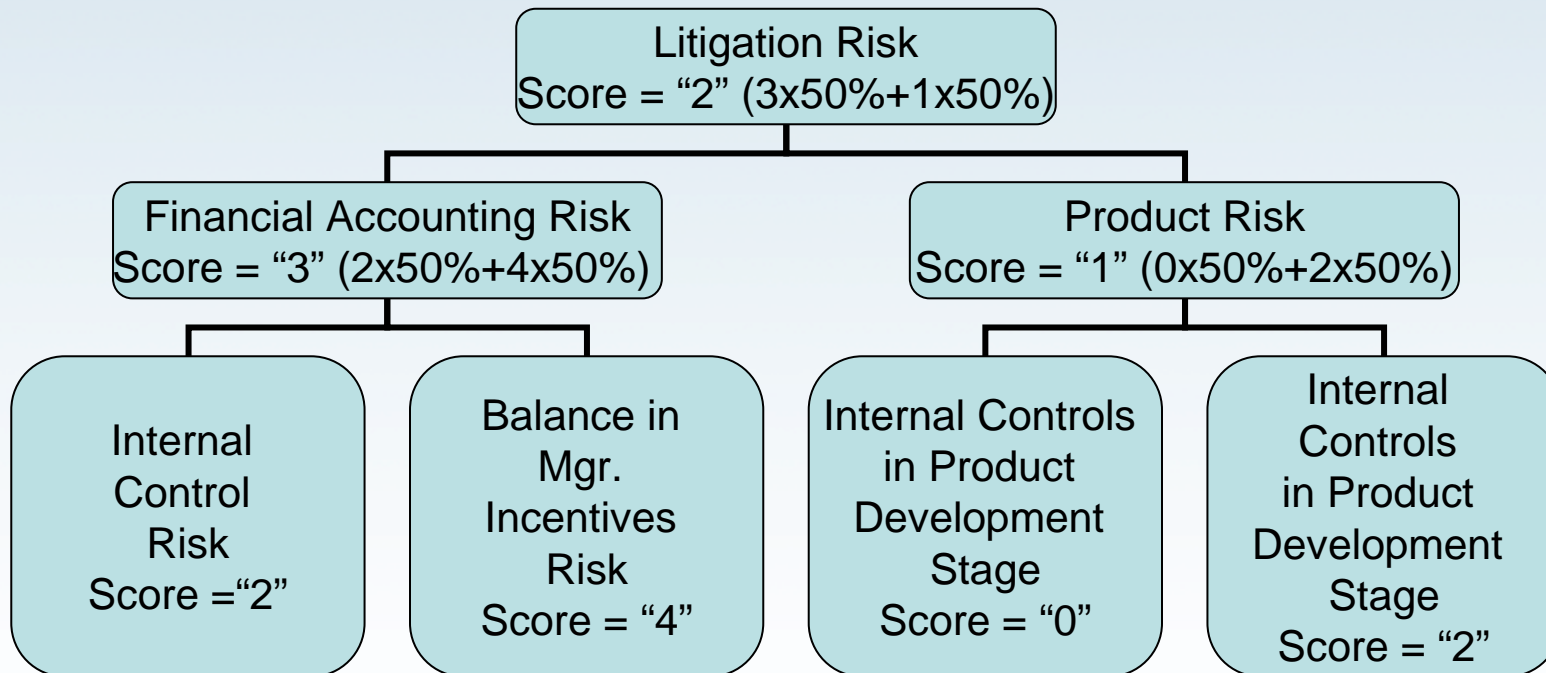 Litigation Risk
Score = “2” (3x50%+1x50%)
Financial Accounting Risk
Score = “3” (2x50%+4x50%)
Product Risk
Score = “1” (0x50%+2x50%)
Internal
Control
Risk
Score =“2”
Balance in
Mgr.
Incentives
Risk
Score = “4”
Internal Controls
in Product
Development
Stage
Score = “0”
Internal
Controls
in Product
Development
Stage
Score = “2”